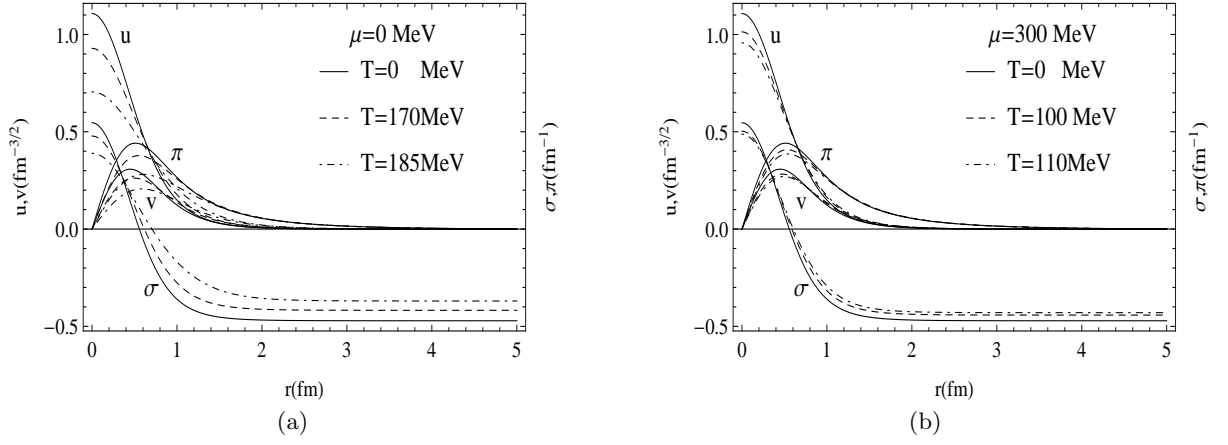 u
μ=0 MeV
T=0 MeV
T=170MeV
T=185MeV
π
v
σ
1.0
0.5
0.0
−0.5
0 1 2 3 4 5
u,v(fm−3/2)
σ,π(fm−1)
r(fm)
(a)
u
μ=300 MeV
T=0 MeV
T=100 MeV
T=110MeV
π
v
σ
1.0
0.5
0.0
−0.5
0 1 2 3 4 5
u,v(fm−3/2)
σ,π(fm−1)
r(fm)
(b)